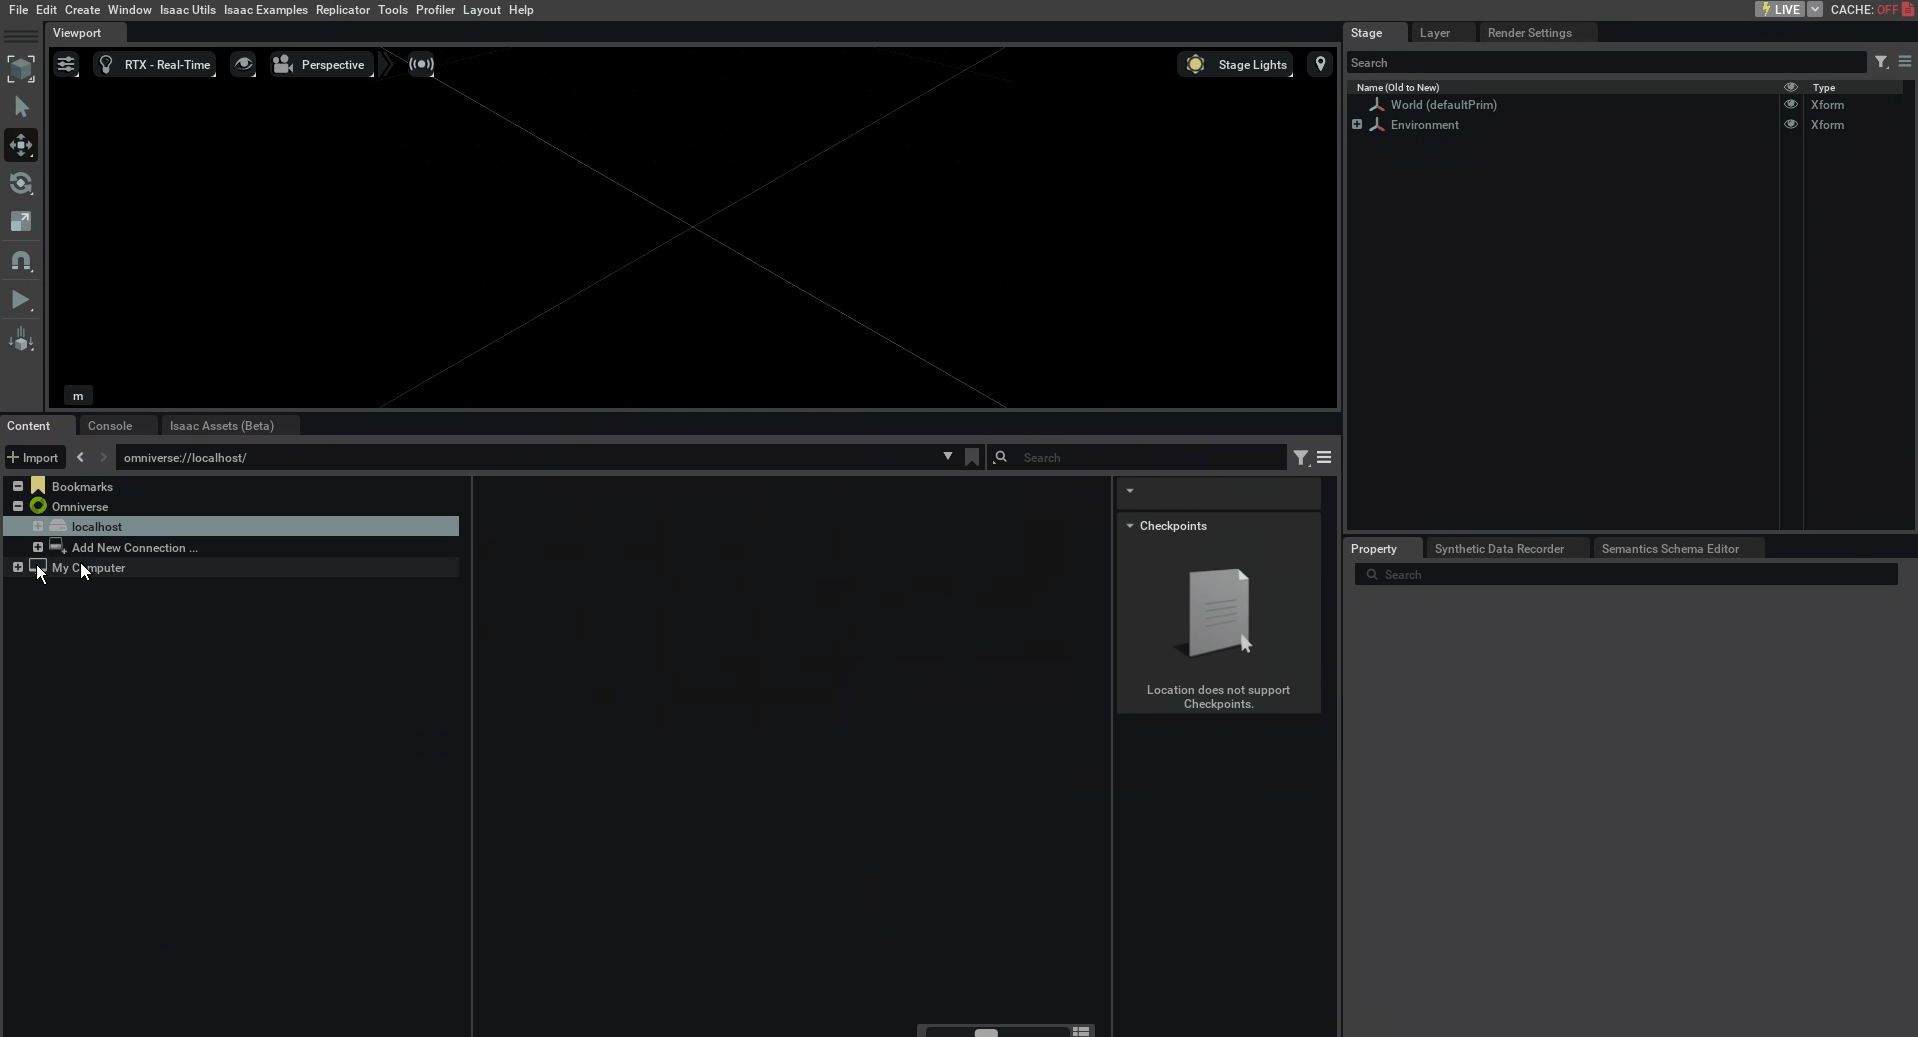 File Edit Create Window Isaac Utils Isaac Examples Replicator Tools Profiler Layout Help
LIVE CACHE: OFF
Viewport
RTX - Real-Time
Perspective
Stage Lights
m
Stage Layer Render Settings
Search
Name (Old to New) Type
World (defaultPrim) Xform
Environment Xform
Content Console Isaac Assets (Beta)
Import
omniverse://localhost/
Search
Bookmarks
Omniverse
localhost
Add New Connection ...
My Computer
Checkpoints
Location does not support
Checkpoints.
Property Synthetic Data Recorder Semantics Schema Editor
Search